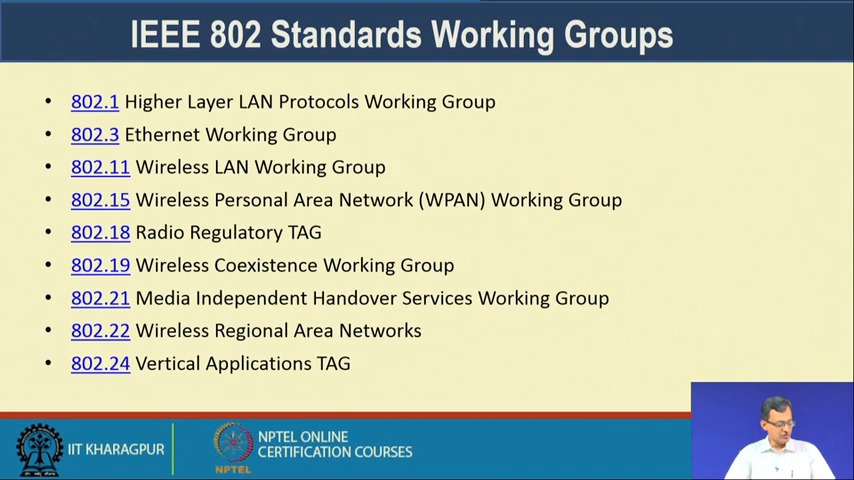 IEEE 802 Standards Working Groups
• 802.1 Higher Layer LAN Protocols Working Group
• 802.3 Ethernet Working Group
• 802.11 Wireless LAN Working Group
• 802.15 Wireless Personal Area Network (WPAN) Working Group
• 802.18 Radio Regulatory TAG
• 802.19 Wireless Coexistence Working Group
• 802.21 Media Independent Handover Services Working Group
• 802.22 Wireless Regional Area Networks
• 802.24 Vertical Applications TAG
IIT KHARAGPUR
NPTEL
NPTEL ONLINE
CERTIFICATION COURSES